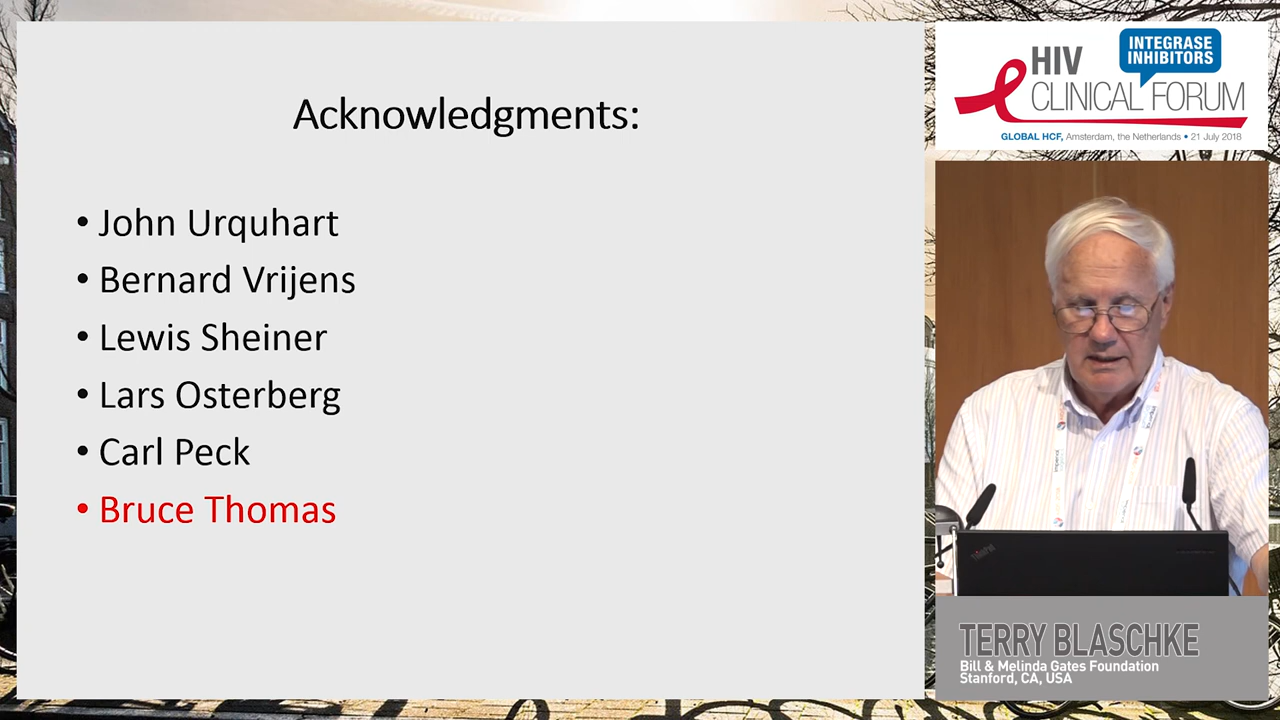 Acknowledgments:
• John Urquhart
• Bernard Vrijens
• Lewis Sheiner
• Lars Osterberg
• Carl Peck
• Bruce Thomas
INTEGRASE
INHIBITORS
HIV
CLINICAL FORUM
GLOBAL HCF, Amsterdam, the Netherlands • 21 July 2018
ThinkPad
TERRY BLASCHKE
Bill & Melinda Gates Foundation
Stanford, CA, USA